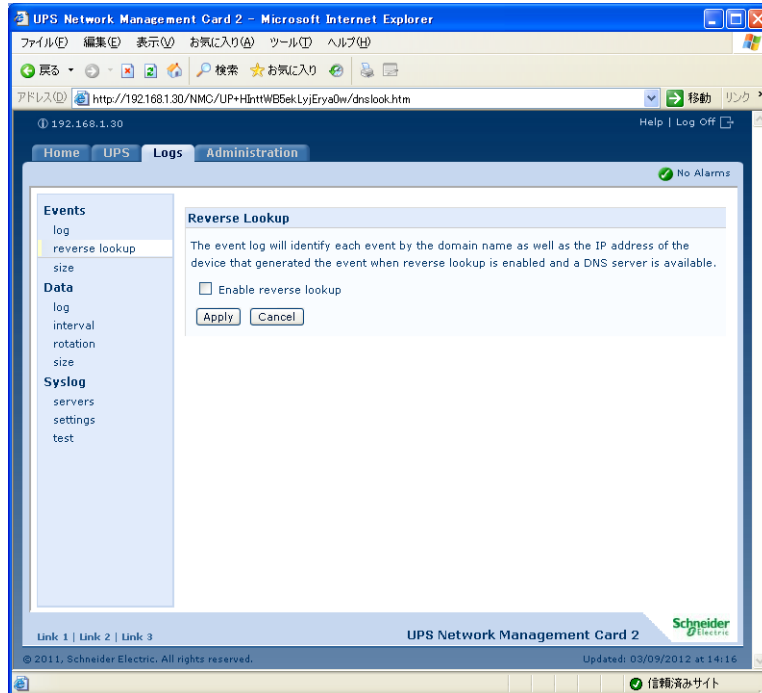 UPS Network Management Card 2 - Microsoft Internet Explorer
ファイル(F) 編集(E) 表示(V) お気に入り(A) ツール(T) ヘルプ(H)
戻る 検索 お気に入り
アドレス(D) http://192.168.1.30/NMC/UP+HInttWB5ekLyjErya0w/dnslook.htm 移動 リンク
192.168.1.30 Help | Log Off
Home UPS Logs Administration
No Alarms
Events
log
reverse lookup
size
Data
log
interval
rotation
size
Syslog
servers
settings
test
Reverse Lookup
The event log will identify each event by the domain name as well as the IP address of the
device that generated the event when reverse lookup is enabled and a DNS server is available.
Enable reverse lookup
Apply Cancel
Link 1 | Link 2 | Link 3
UPS Network Management Card 2
Schneider
Electric
© 2011, Schneider Electric. All rights reserved.
Updated: 03/09/2012 at 14:16
信頼済みサイト